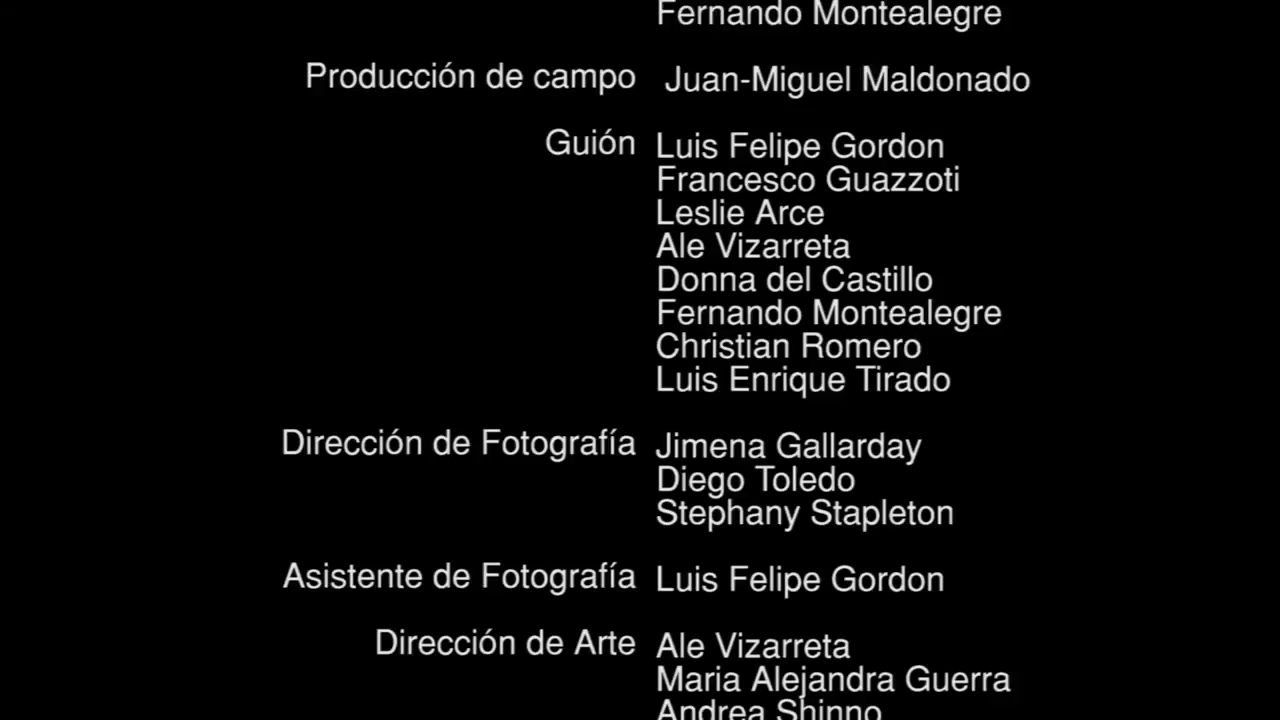 Fernando Montealegre
Producción de campo Juan-Miguel Maldonado
Guión Luis Felipe Gordon
Francesco Guazzoti
Leslie Arce
Ale Vizarreta
Donna del Castillo
Fernando Montealegre
Christian Romero
Luis Enrique Tirado
Dirección de Fotografía Jimena Gallarday
Diego Toledo
Stephany Stapleton
Asistente de Fotografía Luis Felipe Gordon
Dirección de Arte Ale Vizarreta
Maria Alejandra Guerra
Andrea Shinno